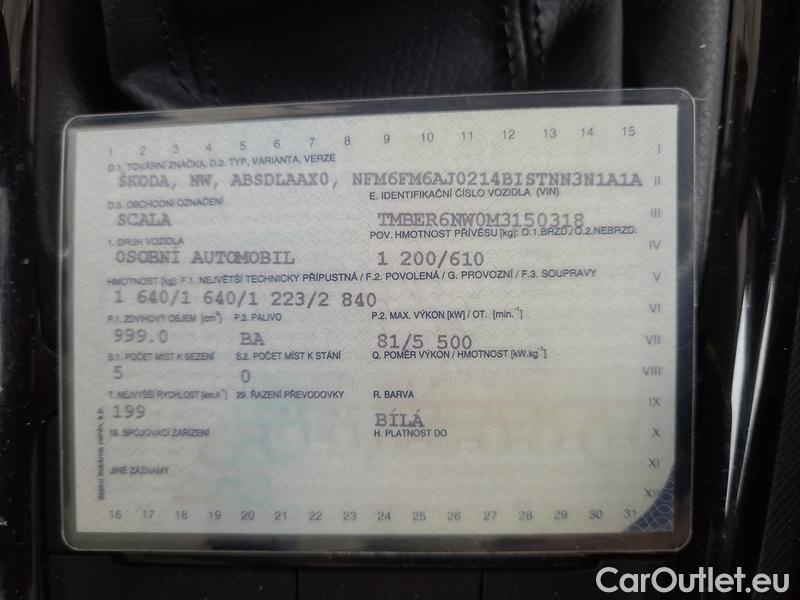 1 2 3 4 5 6 7 8 9 10 11 12 13 14 15
D.1. TOVÁRNÍ ZNAČKA, D.2. TYP, VARIANTA, VERZE
ŠKODA, NW, ABSDLAAX0, NFM6FM6AJ0214BISTNN3N1A1A
E. IDENTIFIKAČNÍ ČÍSLO VOZIDLA (VIN)
D.3. OBCHODNÍ OZNAČENÍ
SCALA TMBER6NW0M3150318
1. DRUH VOZIDLA POV. HMOTNOST PŘÍVĚSU [kg]: O.1.BRZD./O.2.NEBRZD.
OSOBNÍ AUTOMOBIL 1 200/610
HMOTNOST [kg]: F.1. NEJVĚTŠÍ TECHNICKY PŘÍPUSTNÁ / F.2. POVOLENÁ / G. PROVOZNÍ / F.3. SOUPRAVY
1 640/1 640/1 223/2 840
P.1. ZDVIHOVÝ OBJEM [cm³] P.3. PALIVO P.2. MAX. VÝKON [kW] / OT. [min.⁻¹]
999.0 BA 81/5 500
S.1. POČET MÍST K SEZENÍ S.2. POČET MÍST K STÁNÍ Q. POMĚR VÝKON / HMOTNOST [kW.kg⁻¹]
5 0
T. NEJVYŠŠÍ RYCHLOST [km.h⁻¹] 29. ŘAZENÍ PŘEVODOVKY R. BARVA
199 BÍLÁ
19. SPOJOVACÍ ZAŘÍZENÍ H. PLATNOST DO
JINÉ ZÁZNAMY
16 17 18 19 20 21 22 23 24 25 26 27 28 29 30 31
I
II
III
IV
V
VI
VII
VIII
IX
X
XI
XII
Státní tiskárna cenin, s.p.
CarOutlet.eu